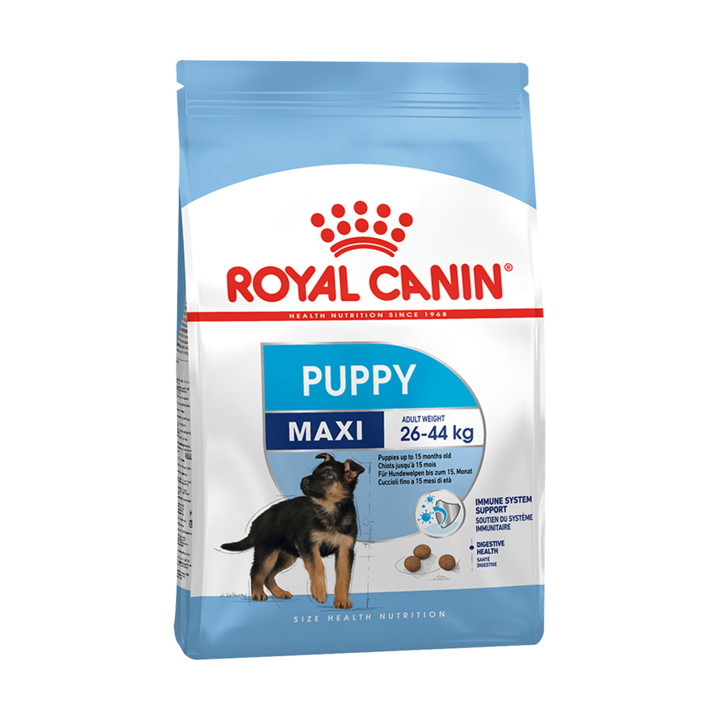 ROYAL CANIN®
HEALTH NUTRITION SINCE 1968
PUPPY
MAXI
ADULT WEIGHT
26-44 kg
Puppies up to 15 months old
Chiots jusqu'à 15 mois
Für Hundewelpen bis zum 15. Monat
Cuccioli fino a 15 mesi di età
IMMUNE SYSTEM
SUPPORT
SOUTIEN DU SYSTÈME
IMMUNITAIRE
DIGESTIVE
HEALTH
SANTÉ
DIGESTIVE
SIZE HEALTH NUTRITION